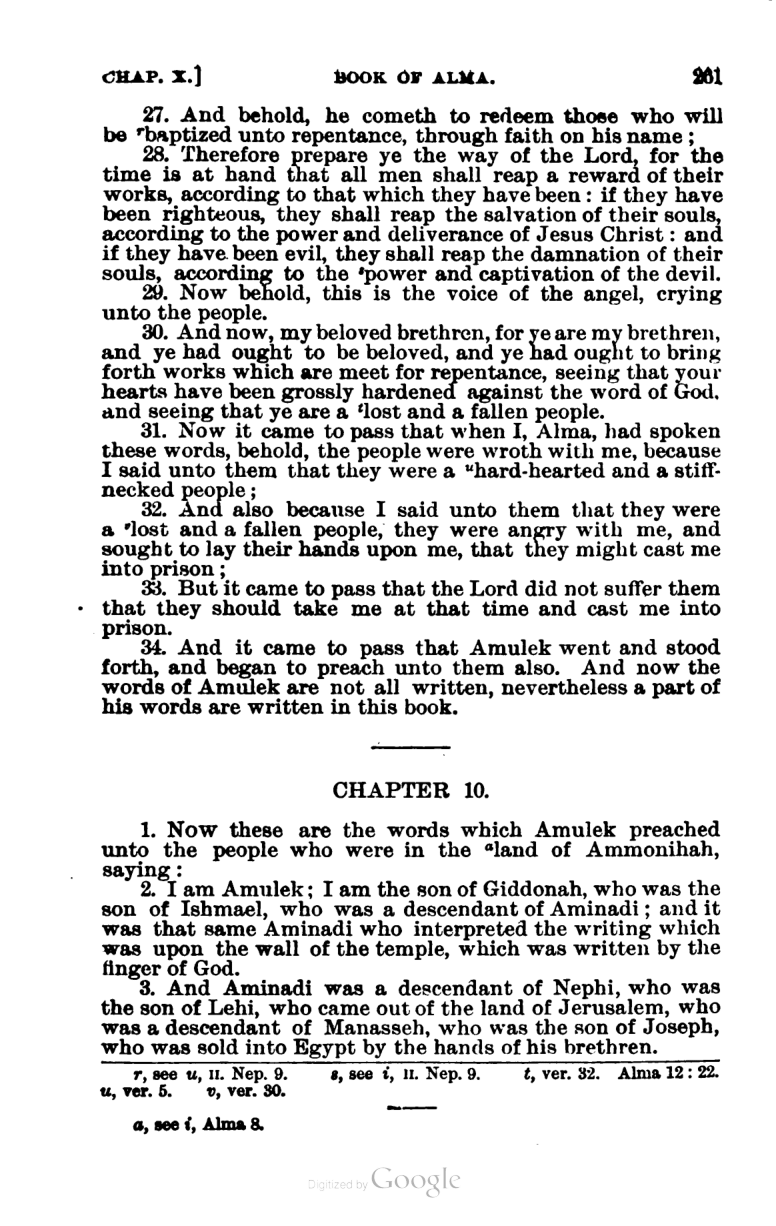 CHAP. X.] BOOK OF ALMA. 261
27. And behold, he cometh to redeem those who will
be ʳbaptized unto repentance, through faith on his name;
28. Therefore prepare ye the way of the Lord, for the
time is at hand that all men shall reap a reward of their
works, according to that which they have been: if they have
been righteous, they shall reap the salvation of their souls,
according to the power and deliverance of Jesus Christ: and
if they have been evil, they shall reap the damnation of their
souls, according to the ˢpower and captivation of the devil.
29. Now behold, this is the voice of the angel, crying
unto the people.
30. And now, my beloved brethren, for ye are my brethren,
and ye had ought to be beloved, and ye had ought to bring
forth works which are meet for repentance, seeing that your
hearts have been grossly hardened against the word of God,
and seeing that ye are a ᵗlost and a fallen people.
31. Now it came to pass that when I, Alma, had spoken
these words, behold, the people were wroth with me, because
I said unto them that they were a ᵘhard-hearted and a stiff-
necked people;
32. And also because I said unto them that they were
a ᵛlost and a fallen people, they were angry with me, and
sought to lay their hands upon me, that they might cast me
into prison;
33. But it came to pass that the Lord did not suffer them
that they should take me at that time and cast me into
prison.
34. And it came to pass that Amulek went and stood
forth, and began to preach unto them also. And now the
words of Amulek are not all written, nevertheless a part of
his words are written in this book.
CHAPTER 10.
1. Now these are the words which Amulek preached
unto the people who were in the ᵃland of Ammonihah,
saying:
2. I am Amulek; I am the son of Giddonah, who was the
son of Ishmael, who was a descendant of Aminadi; and it
was that same Aminadi who interpreted the writing which
was upon the wall of the temple, which was written by the
finger of God.
3. And Aminadi was a descendant of Nephi, who was
the son of Lehi, who came out of the land of Jerusalem, who
was a descendant of Manasseh, who was the son of Joseph,
who was sold into Egypt by the hands of his brethren.
r, see u, II. Nep. 9. s, see i, II. Nep. 9. t, ver. 32. Alma 12: 22.
u, ver. 5. v, ver. 30.
a, see i, Alma 8.
Digitized by Google